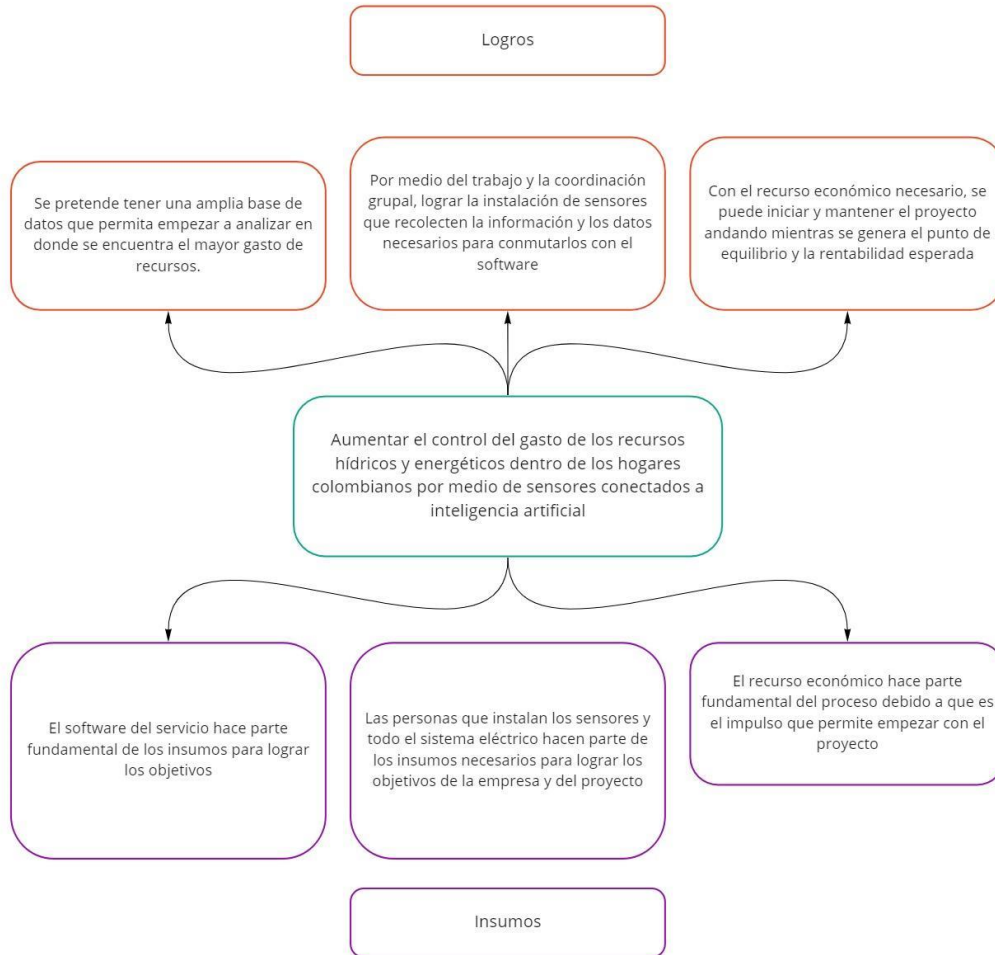 Logros
Se pretende tener una amplia base de
datos que permita empezar a analizar en
donde se encuentra el mayor gasto de
recursos.
Por medio del trabajo y la coordinación
grupal, lograr la instalación de sensores
que recolecten la información y los datos
necesarios para conmutarlos con el
software
Con el recurso económico necesario, se
puede iniciar y mantener el proyecto
andando mientras se genera el punto de
equilibrio y la rentabilidad esperada
Aumentar el control del gasto de los recursos
hídricos y energéticos dentro de los hogares
colombianos por medio de sensores conectados a
inteligencia artificial
El software del servicio hace parte
fundamental de los insumos para lograr
los objetivos
Las personas que instalan los sensores y
todo el sistema eléctrico hacen parte de
los insumos necesarios para lograr los
objetivos de la empresa y del proyecto
El recurso económico hace parte
fundamental del proceso debido a que es
el impulso que permite empezar con el
proyecto
Insumos